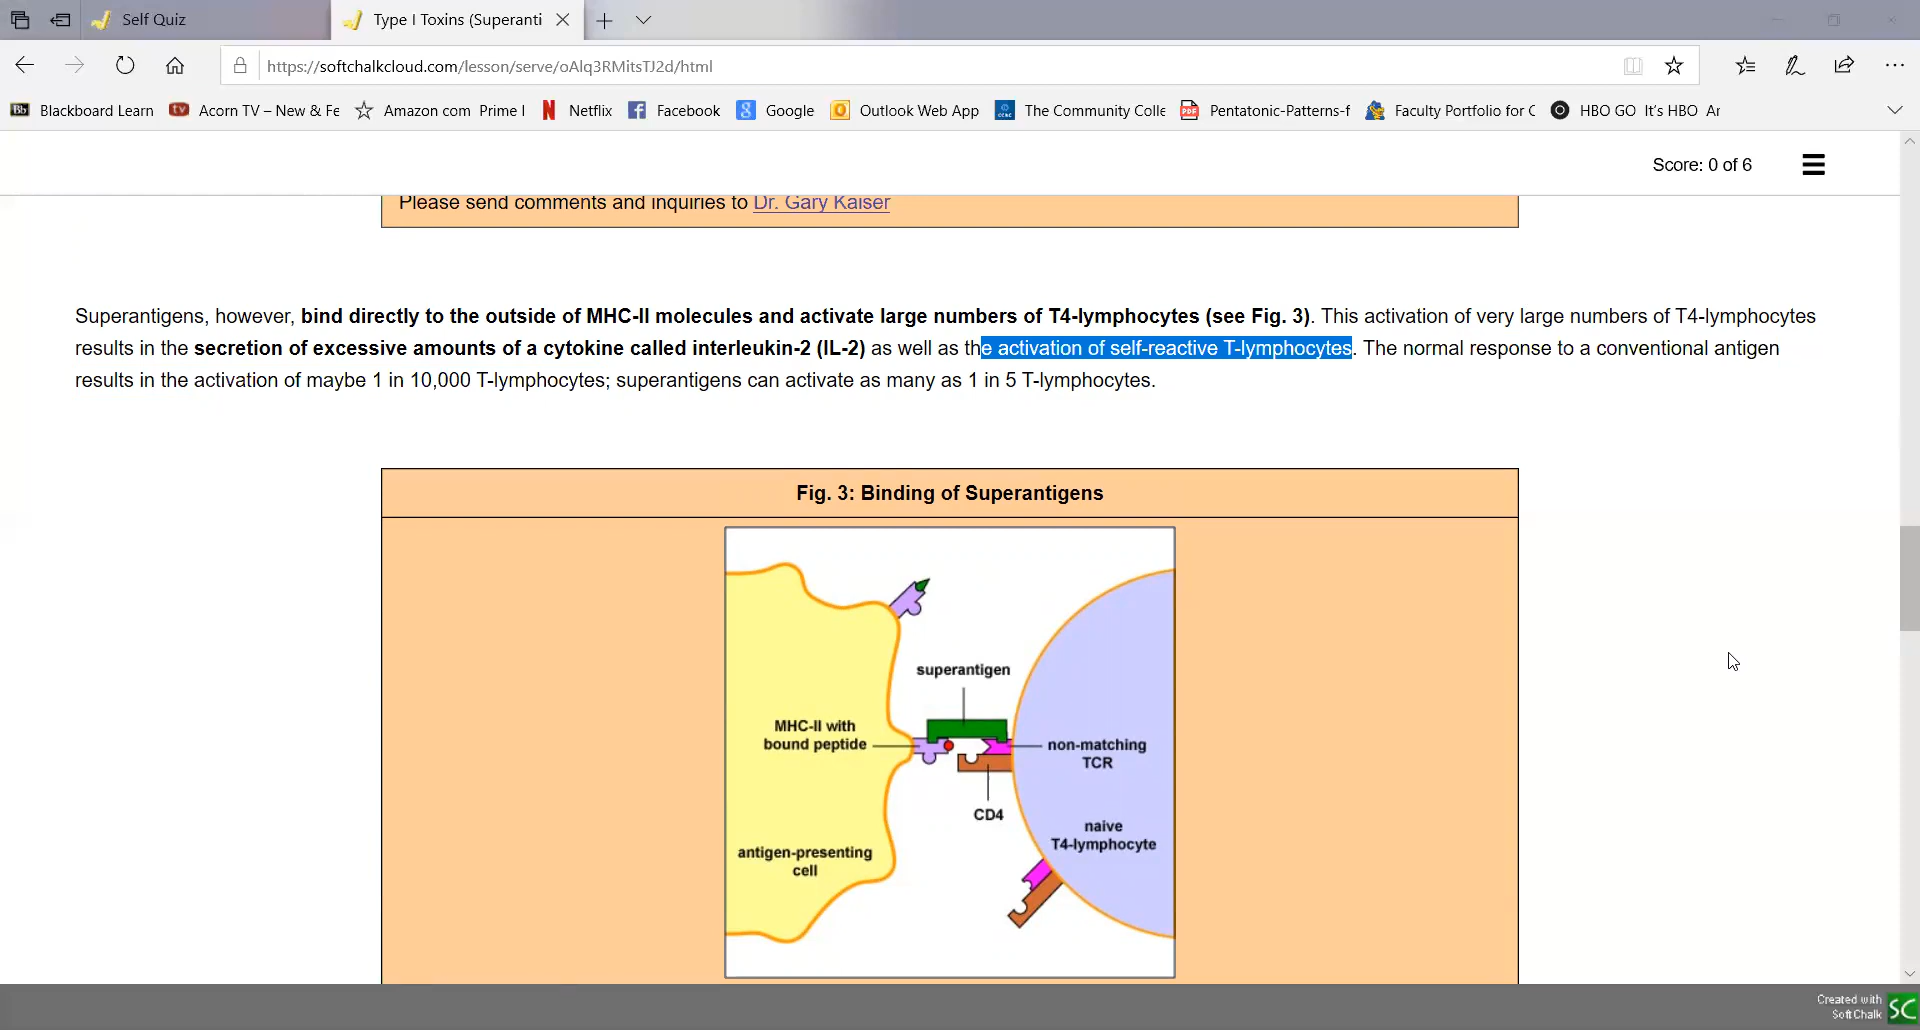 Self Quiz
Type I Toxins (Superanti
https://softchalkcloud.com/lesson/serve/oAlq3RMitsTJ2d/html
Bb Blackboard Learn tv Acorn TV – New & Fe Amazon com Prime I N Netflix f Facebook 8 Google Outlook Web App The Community Colle PDF Pentatonic-Patterns-f Faculty Portfolio for C HBO GO It's HBO Ar
Score: 0 of 6
Please send comments and inquiries to Dr. Gary Kaiser
Superantigens, however, bind directly to the outside of MHC-II molecules and activate large numbers of T4-lymphocytes (see Fig. 3). This activation of very large numbers of T4-lymphocytes
results in the secretion of excessive amounts of a cytokine called interleukin-2 (IL-2) as well as the activation of self-reactive T-lymphocytes. The normal response to a conventional antigen
results in the activation of maybe 1 in 10,000 T-lymphocytes; superantigens can activate as many as 1 in 5 T-lymphocytes.
Fig. 3: Binding of Superantigens
superantigen
MHC-II with
bound peptide
non-matching
TCR
CD4
naive
T4-lymphocyte
antigen-presenting
cell
Created with
SoftChalk
SC